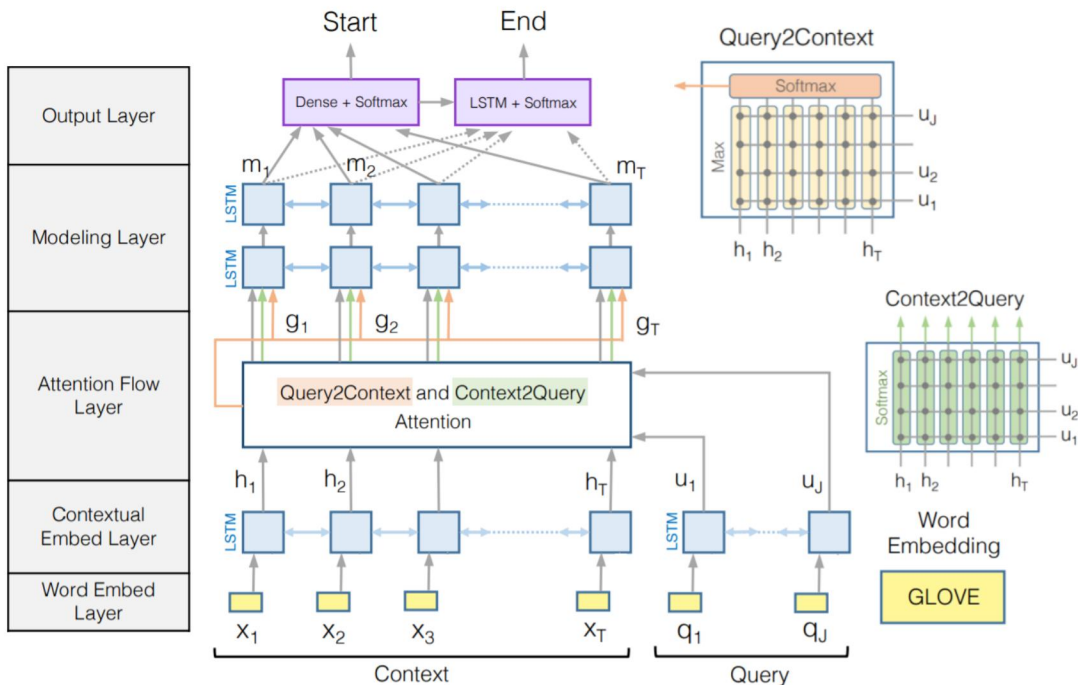 Start
End
Output Layer
Dense + Softmax
LSTM + Softmax
Modeling Layer
m1
m2
mT
LSTM
LSTM
Attention Flow
Layer
g1
g2
gT
Query2Context and Context2Query
Attention
Contextual
Embed Layer
h1
h2
hT
u1
uJ
LSTM
LSTM
Word Embed
Layer
x1
x2
x3
xT
q1
qJ
Context
Query
Query2Context
Softmax
Max
uJ
u2
u1
h1
h2
hT
Context2Query
Softmax
uJ
u2
u1
h1
h2
hT
Word
Embedding
GLOVE